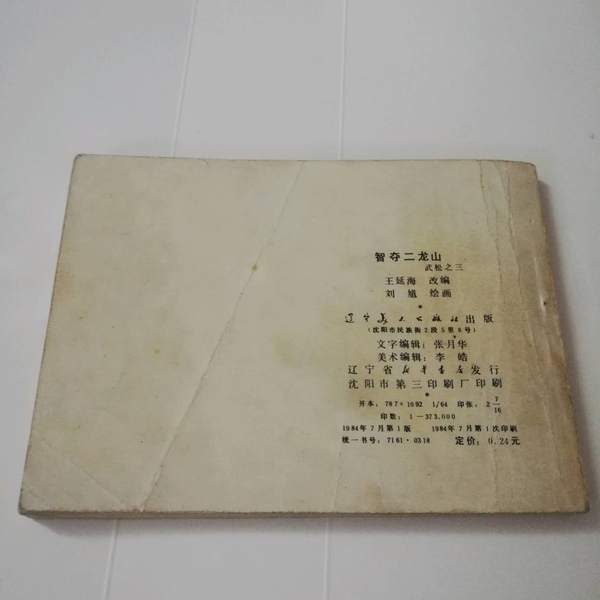 智夺二龙山
武松之三
王延海 改编
刘旭 绘画
辽宁美术出版社出版
(沈阳市民族街2段5里8号)
文字编辑:张月华
美术编辑:李皓
辽宁省新华书店发行
沈阳市第三印刷厂印刷
开本:787×1092 1/64 印张:2 7/16
印数:1—373,000
1984年7月第1版 1984年7月第1次印刷
统一书号:7161·0318 定价:0.24元